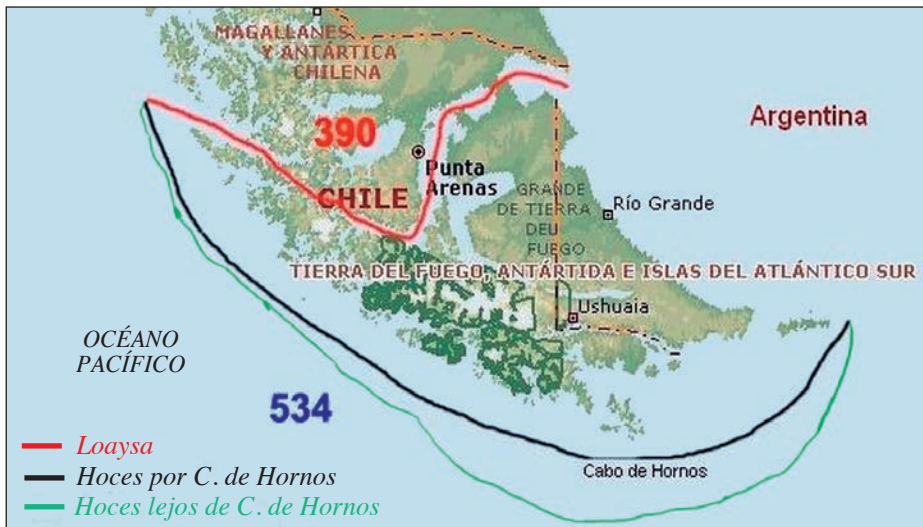 MAGALLANES
Y ANTÁRTICA
CHILENA
390
Argentina
Punta
Arenas
CHILE
GRANDE
DE TIERRA
DEU
FUEGO
Río Grande
TIERRA DEL FUEGO, ANTÁRTIDA E ISLAS DEL ATLÁNTICO SUR
Ushuaia
OCÉANO
PACÍFICO
534
Loaysa
Hoces por C. de Hornos
Cabo de Hornos
Hoces lejos de C. de Hornos